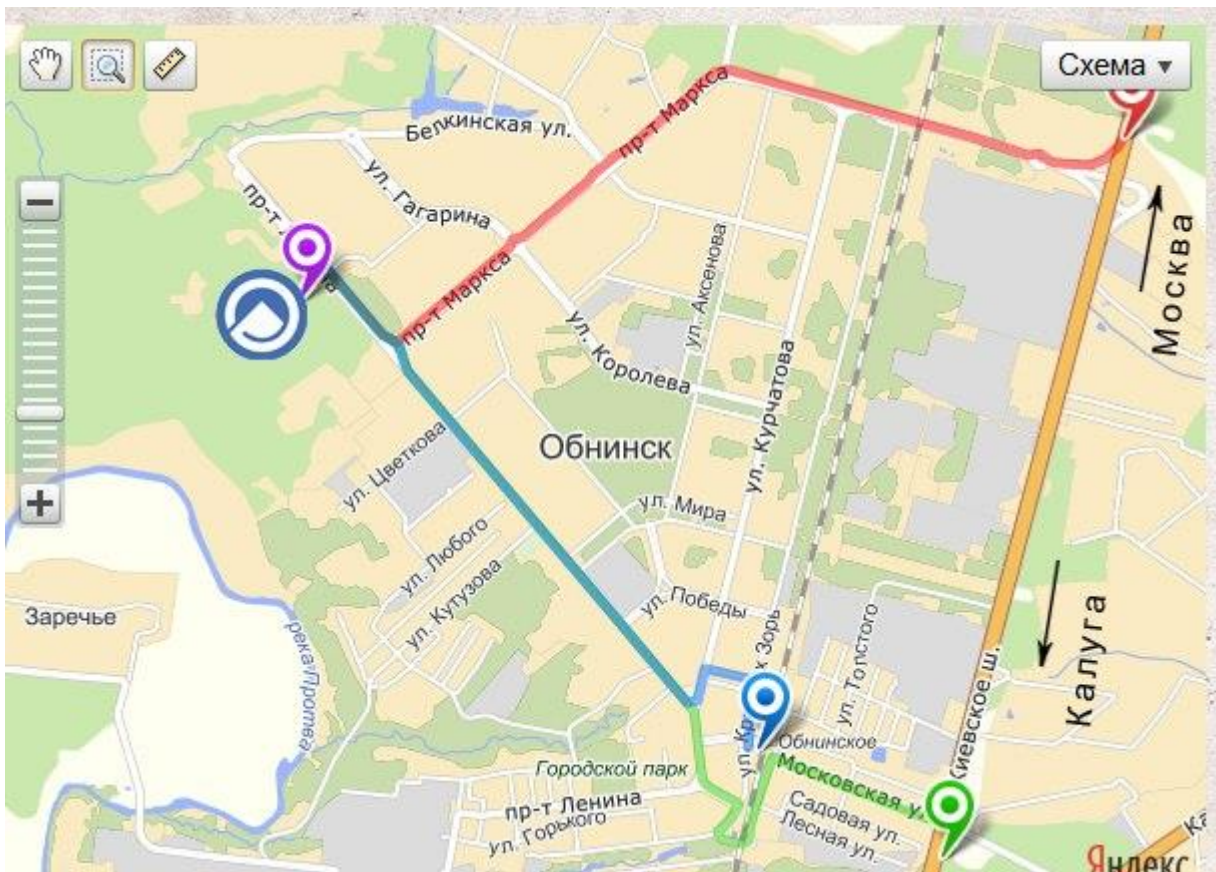 Схема
Белкинская ул.
пр-т Маркса
ул. Гагарина
пр-т
пр-т Маркса
ул. Аксенова
Москва
ул. Королева
ул. Курчатова
Обнинск
ул. Цветкова
ул. Мира
ул. Любого
ул. Кутузова
ул. Победы
Заречье
река Протва
ул. Толстого
Калуга
Киевское ш.
Зорь
Обнинское
Городской парк
Московская
пр-т Ленина
ул. Горького
Садовая ул.
Лесная ул.
Яндекс